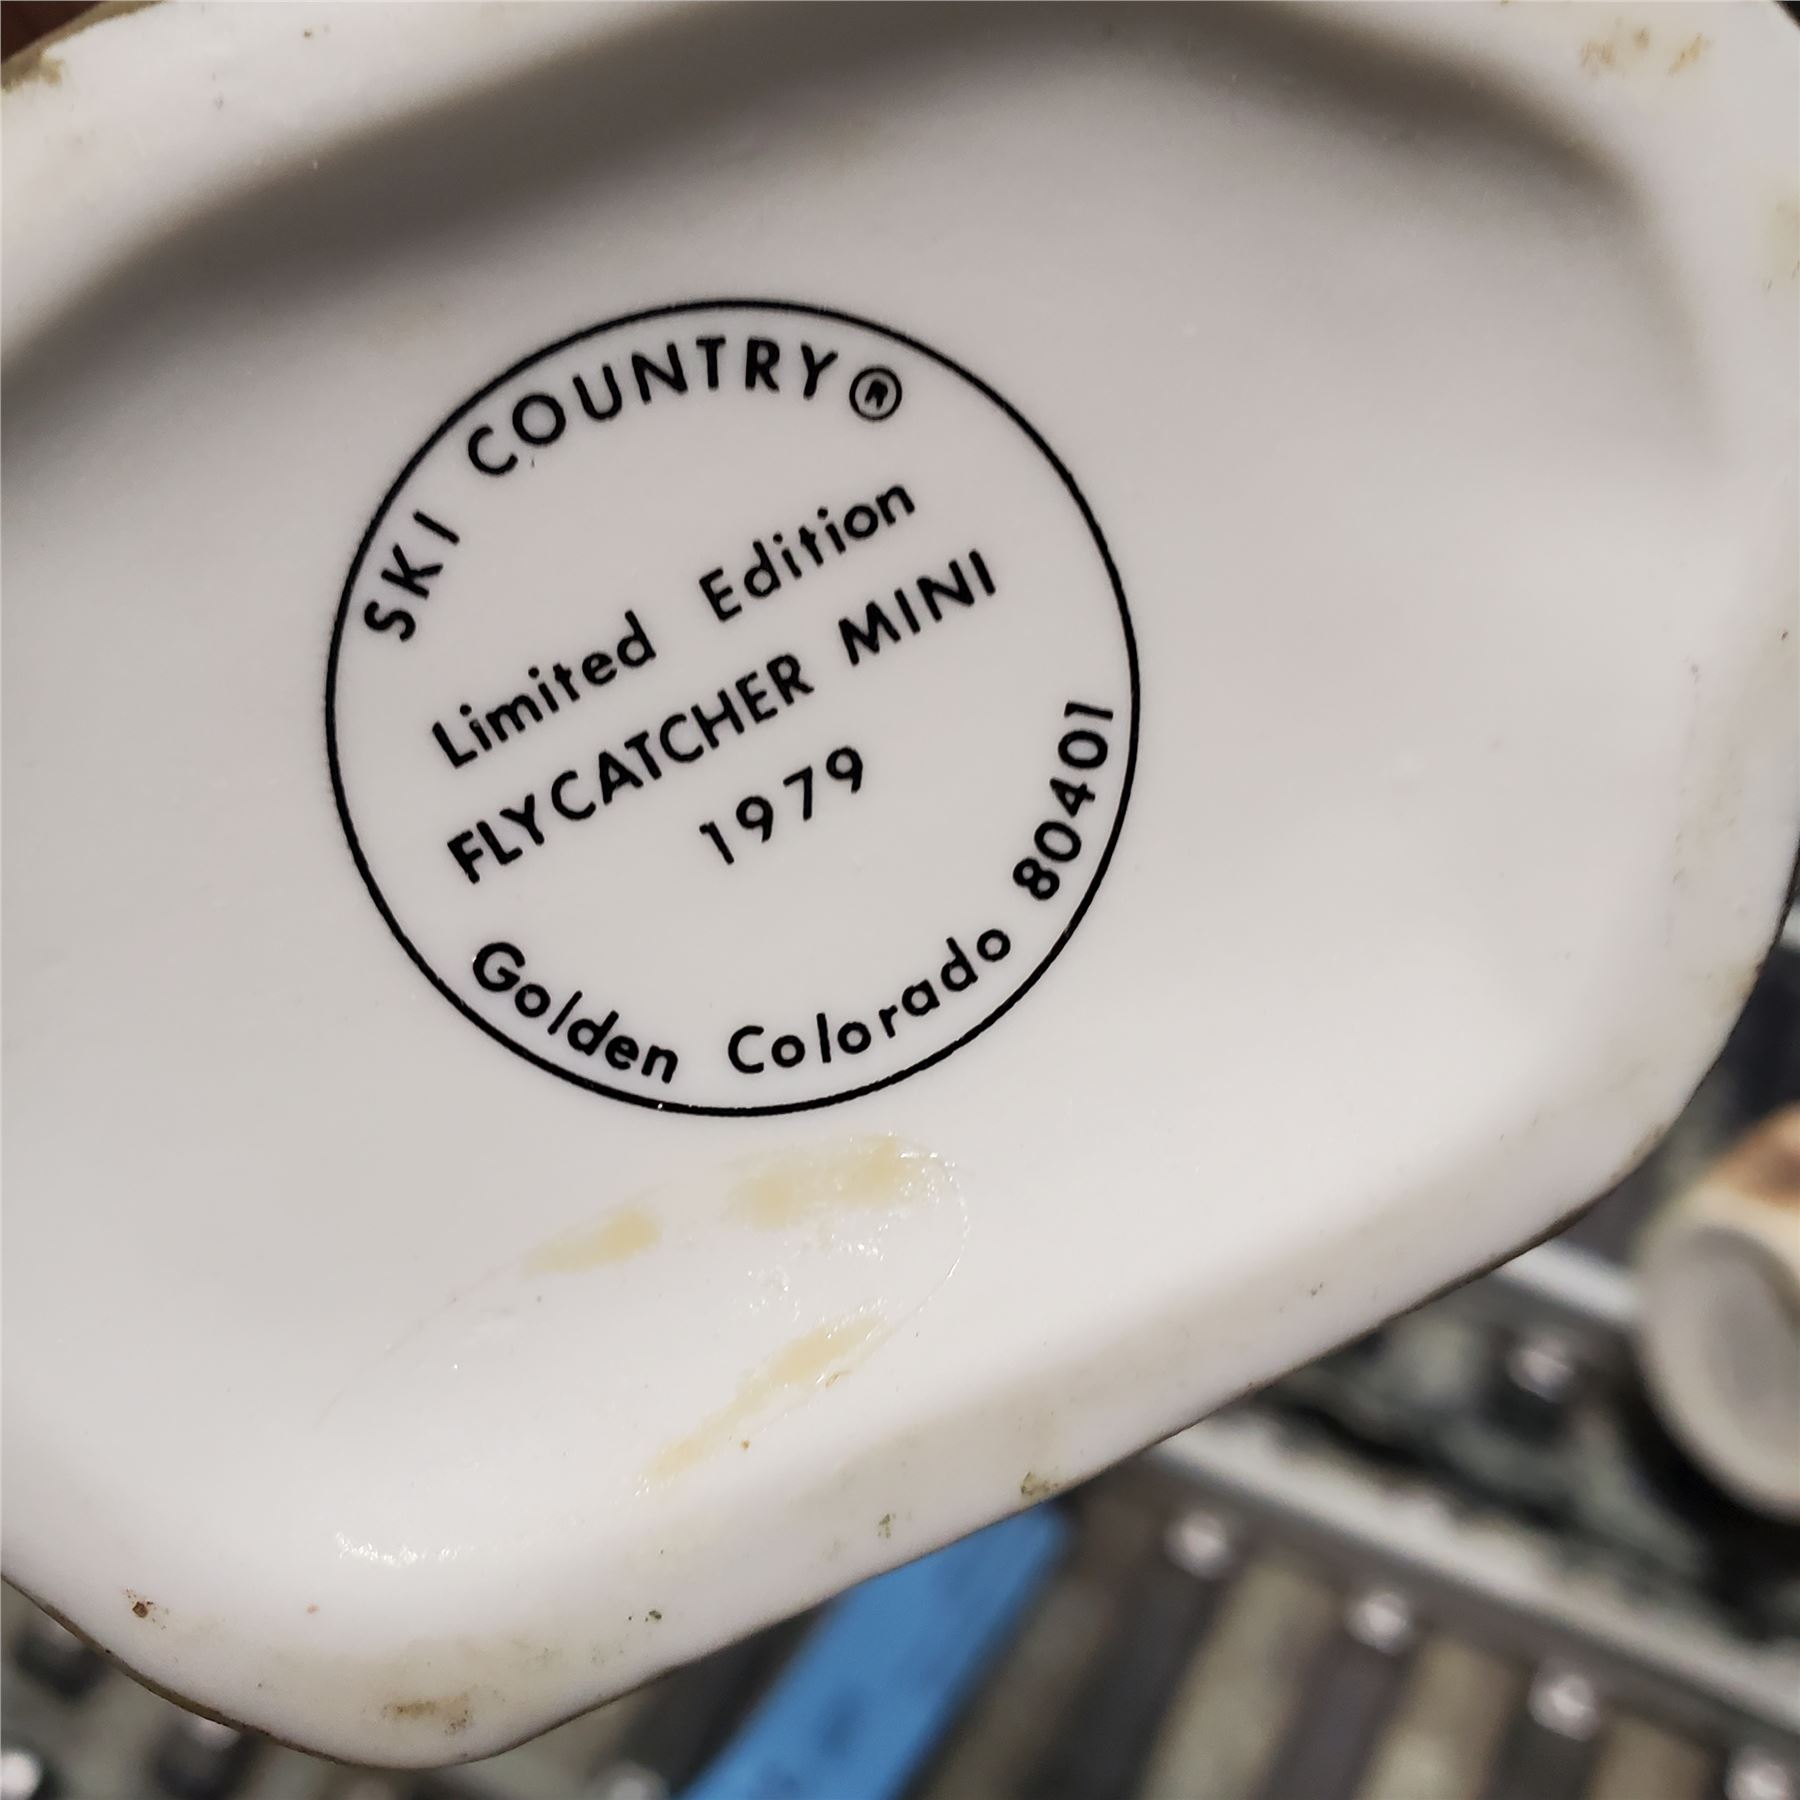 SKI COUNTRY®
Limited Edition
FLYCATCHER MINI
1979
Golden Colorado 80401